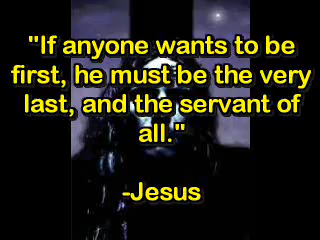 "If anyone wants to be
first, he must be the very
last, and the servant of
all."
-Jesus